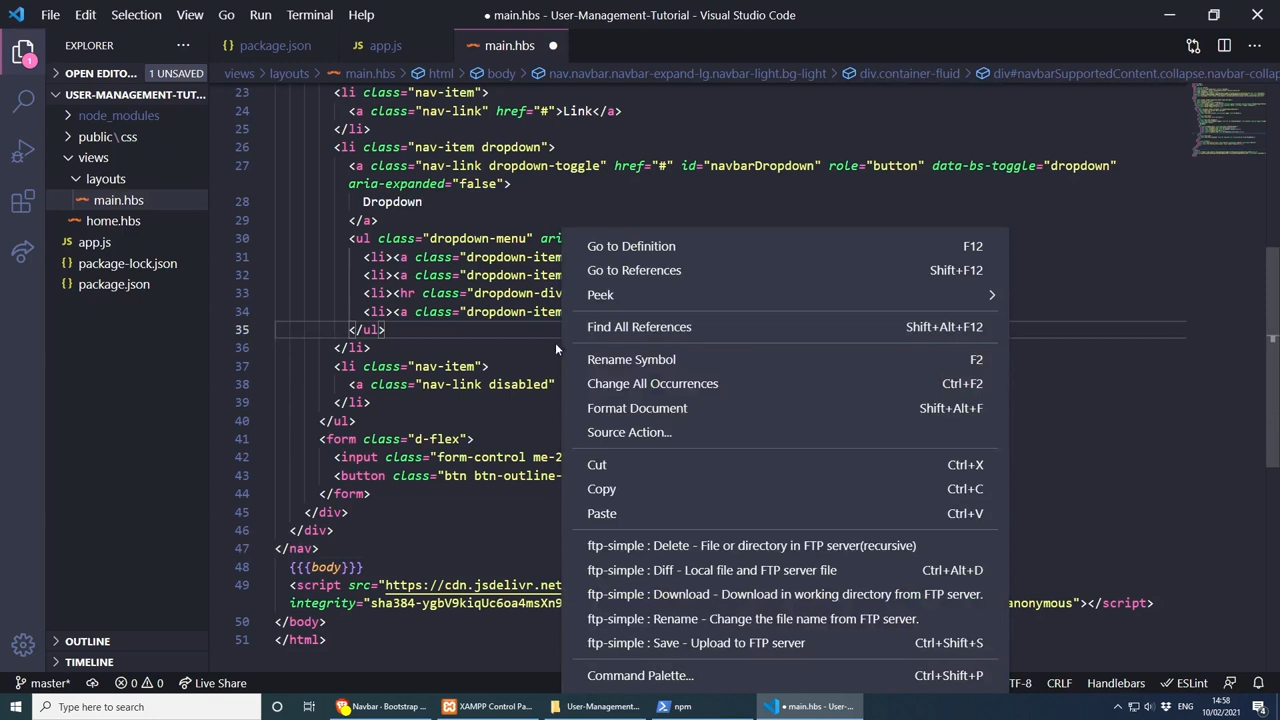 File Edit Selection View Go Run Terminal Help ● main.hbs - User-Management-Tutorial - Visual Studio Code
EXPLORER
package.json app.js main.hbs
OPEN EDITO... 1 UNSAVED
views > layouts > main.hbs > html > body > nav.navbar.navbar-expand-lg.navbar-light.bg-light > div.container-fluid > div#navbarSupportedContent.collapse.navbar-collap
USER-MANAGEMENT-TUT...
node_modules
public\css
views
layouts
main.hbs
home.hbs
app.js
package-lock.json
package.json
OUTLINE
TIMELINE
23 <li class="nav-item">
24 <a class="nav-link" href="#">Link</a>
25 </li>
26 <li class="nav-item dropdown">
27 <a class="nav-link dropdown-toggle" href="#" id="navbarDropdown" role="button" data-bs-toggle="dropdown"
aria-expanded="false">
28 Dropdown
29 </a>
30 <ul class="dropdown-menu" ari
31 <li><a class="dropdown-item
32 <li><a class="dropdown-item
33 <li><hr class="dropdown-div
34 <li><a class="dropdown-item
35 </ul>
36 </li>
37 <li class="nav-item">
38 <a class="nav-link disabled"
39 </li>
40 </ul>
41 <form class="d-flex">
42 <input class="form-control me-2
43 <button class="btn btn-outline-
44 </form>
45 </div>
46 </div>
47 </nav>
48 {{{body}}}
49 <script src="https://cdn.jsdelivr.net
integrity="sha384-ygbV9kiqUc6oa4msXn9 anonymous"></script>
50 </body>
51 </html>
Go to Definition F12
Go to References Shift+F12
Peek
Find All References Shift+Alt+F12
Rename Symbol F2
Change All Occurrences Ctrl+F2
Format Document Shift+Alt+F
Source Action...
Cut Ctrl+X
Copy Ctrl+C
Paste Ctrl+V
ftp-simple : Delete - File or directory in FTP server(recursive)
ftp-simple : Diff - Local file and FTP server file Ctrl+Alt+D
ftp-simple : Download - Download in working directory from FTP server.
ftp-simple : Rename - Change the file name from FTP server.
ftp-simple : Save - Upload to FTP server Ctrl+Shift+S
Command Palette... Ctrl+Shift+P
master* 0 0 Live Share TF-8 CRLF Handlebars ESLint
Type here to search Navbar · Bootstrap ... XAMPP Control Pa... User-Management... npm ● main.hbs - User-... 14:58
10/02/2021